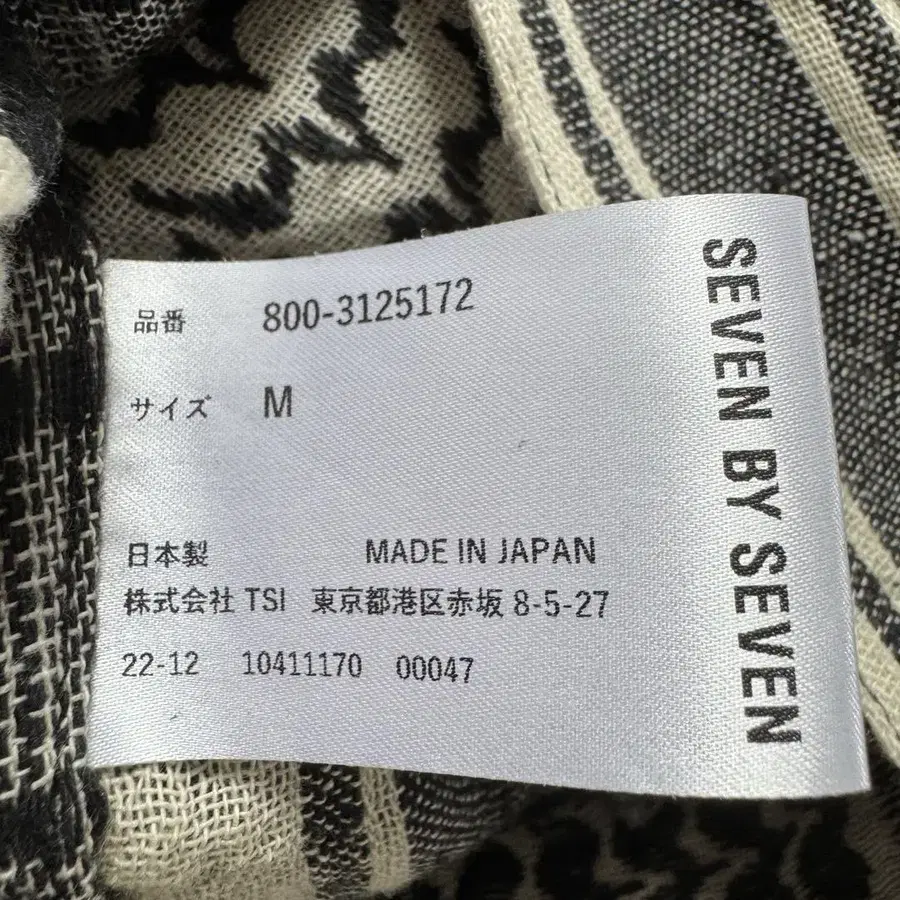 品番 800-3125172
サイズ M
日本製 MADE IN JAPAN
株式会社 TSI 東京都港区赤坂 8-5-27
22-12 10411170 00047
SEVEN BY SEVEN